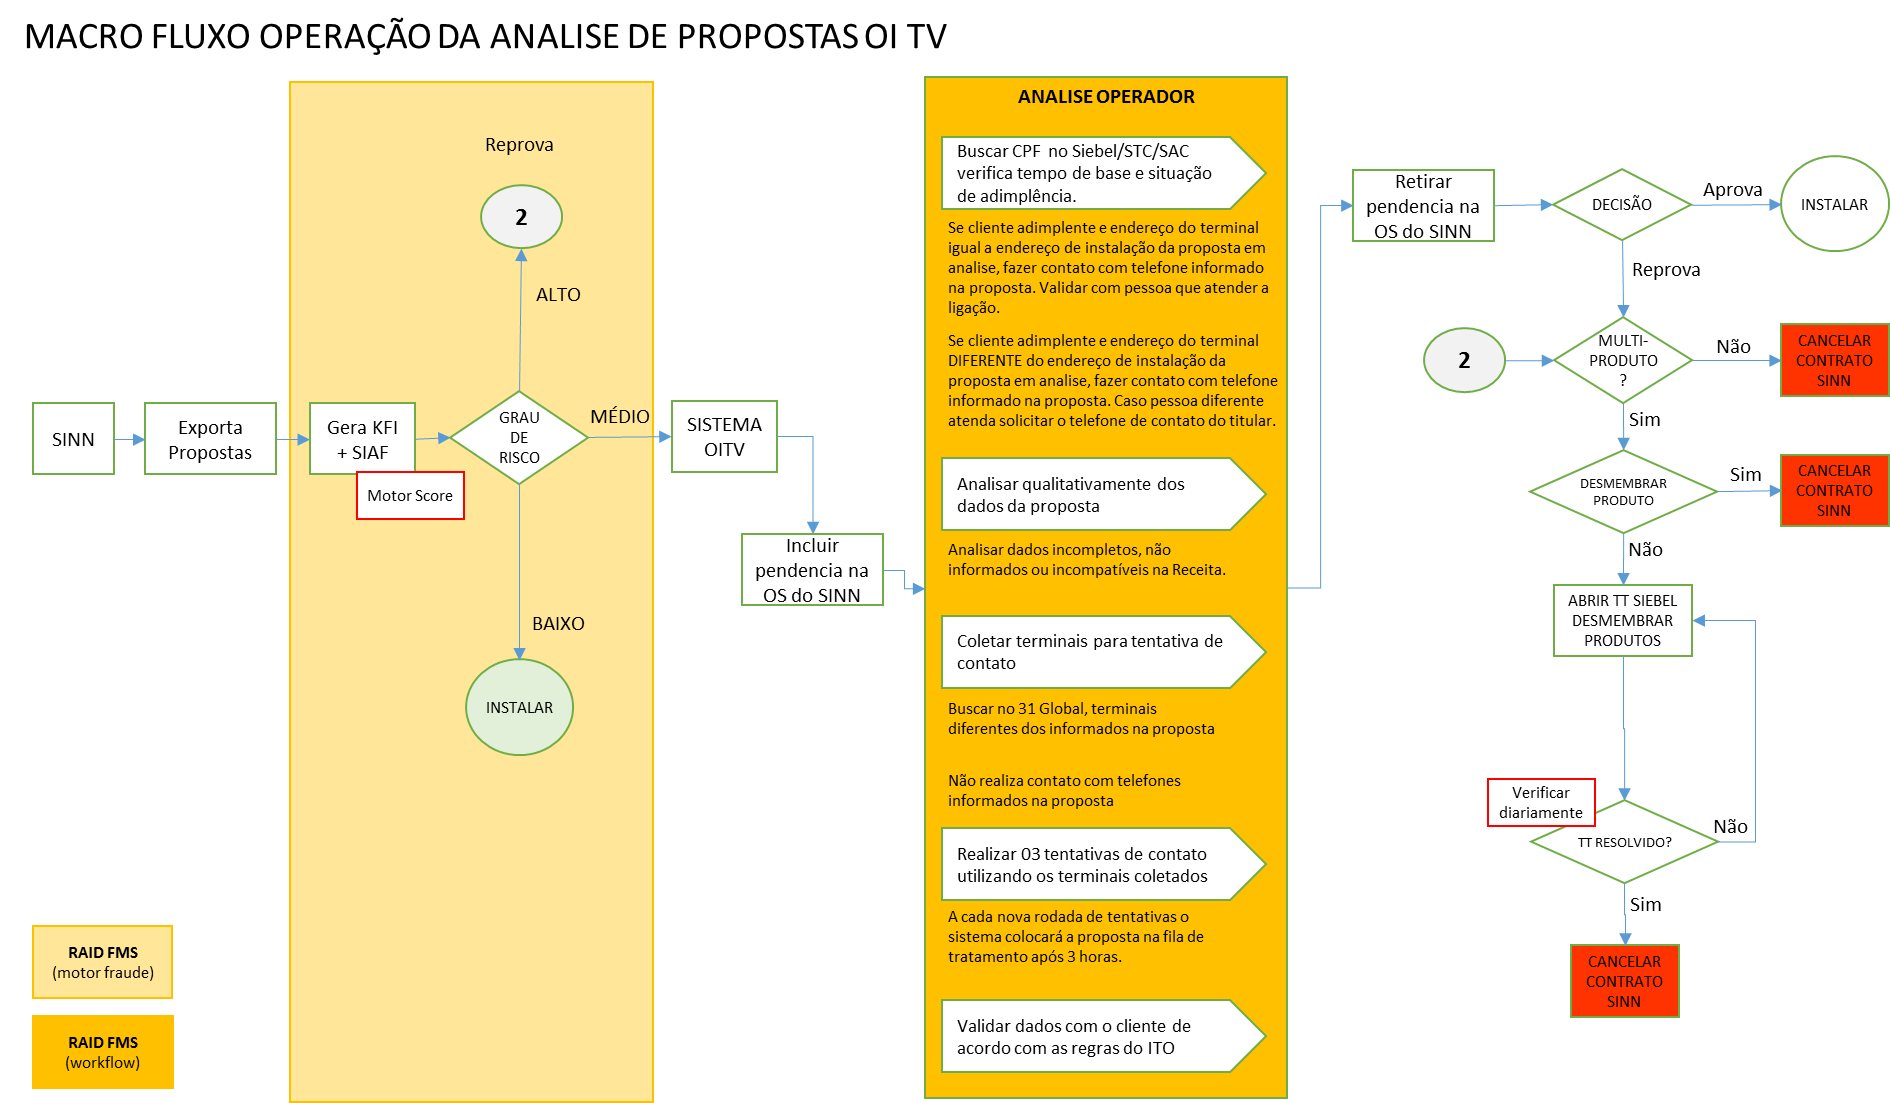 MACRO FLUXO OPERAÇÃO DA ANALISE DE PROPOSTAS OI TV
SINN
Exporta
Propostas
Gera KFI
+ SIAF
Motor Score
Reprova
2
ALTO
GRAU
DE
RISCO
MÉDIO
BAIXO
INSTALAR
SISTEMA
OITV
Incluir
pendencia na
OS do SINN
ANALISE OPERADOR
Buscar CPF no Siebel/STC/SAC
verifica tempo de base e situação
de adimplência.
Se cliente adimplente e endereço do terminal
igual a endereço de instalação da proposta em
analise, fazer contato com telefone informado
na proposta. Validar com pessoa que atender a
ligação.
Se cliente adimplente e endereço do terminal
DIFERENTE do endereço de instalação da
proposta em analise, fazer contato com telefone
informado na proposta. Caso pessoa diferente
atenda solicitar o telefone de contato do titular.
Analisar qualitativamente dos
dados da proposta
Analisar dados incompletos, não
informados ou incompatíveis na Receita.
Coletar terminais para tentativa de
contato
Buscar no 31 Global, terminais
diferentes dos informados na proposta
Não realiza contato com telefones
informados na proposta
Realizar 03 tentativas de contato
utilizando os terminais coletados
A cada nova rodada de tentativas o
sistema colocará a proposta na fila de
tratamento após 3 horas.
Validar dados com o cliente de
acordo com as regras do ITO
Retirar
pendencia na
OS do SINN
DECISÃO
Aprova
INSTALAR
Reprova
2
MULTI-
PRODUTO
?
Não
CANCELAR
CONTRATO
SINN
Sim
DESMEMBRAR
PRODUTO
Sim
CANCELAR
CONTRATO
SINN
Não
ABRIR TT SIEBEL
DESMEMBRAR
PRODUTOS
Verificar
diariamente
TT RESOLVIDO?
Não
Sim
CANCELAR
CONTRATO
SINN
RAID FMS
(motor fraude)
RAID FMS
(workflow)